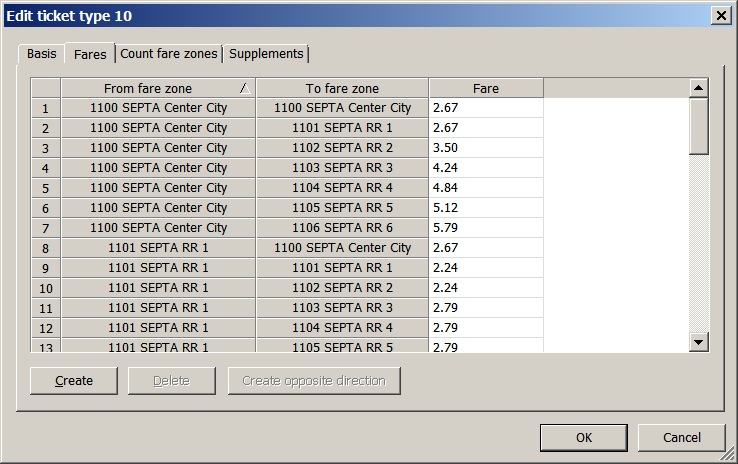 Edit ticket type 10
Basis Fares Count fare zones Supplements
From fare zone To fare zone Fare
1 1100 SEPTA Center City 1100 SEPTA Center City 2.67
2 1100 SEPTA Center City 1101 SEPTA RR 1 2.67
3 1100 SEPTA Center City 1102 SEPTA RR 2 3.50
4 1100 SEPTA Center City 1103 SEPTA RR 3 4.24
5 1100 SEPTA Center City 1104 SEPTA RR 4 4.84
6 1100 SEPTA Center City 1105 SEPTA RR 5 5.12
7 1100 SEPTA Center City 1106 SEPTA RR 6 5.79
8 1101 SEPTA RR 1 1100 SEPTA Center City 2.67
9 1101 SEPTA RR 1 1101 SEPTA RR 1 2.24
10 1101 SEPTA RR 1 1102 SEPTA RR 2 2.24
11 1101 SEPTA RR 1 1103 SEPTA RR 3 2.79
12 1101 SEPTA RR 1 1104 SEPTA RR 4 2.79
13 1101 SEPTA RR 1 1105 SEPTA RR 5 2.79
Create Delete Create opposite direction
OK Cancel